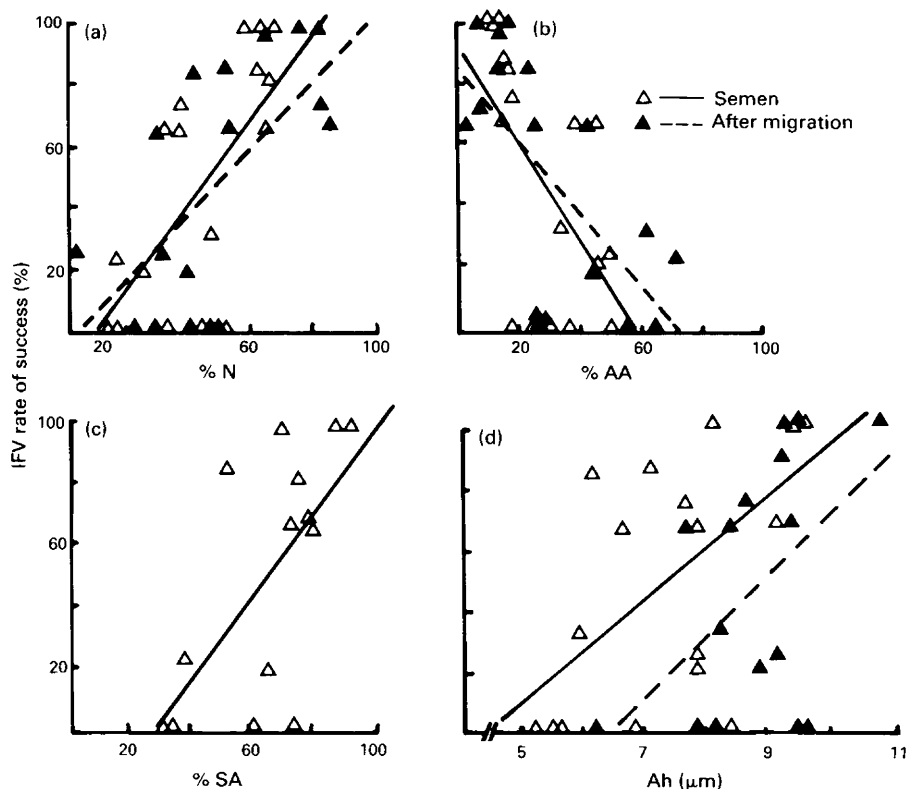 IFV rate of success (%)
(a)
100
60
20
20
60
100
% N
(b)
Semen
After migration
20
60
100
% AA
(c)
100
60
20
20
60
100
% SA
(d)
5
7
9
11
Ah (μm)